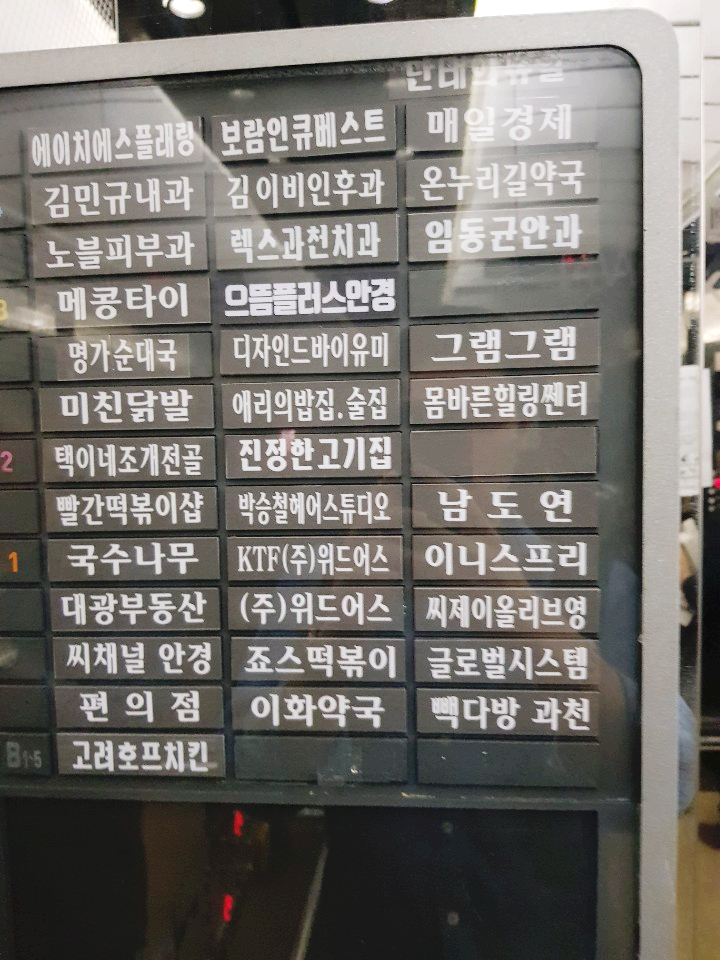 에이치에스플래링 보람인큐베스트 매일경제
김민규내과 김이비인후과 온누리길약국
노블피부과 렉스과천치과 임동균안과
3 메콩타이 으뜸플러스안경
명가순대국 디자인드바이유미 그램그램
미친닭발 애리의밥집.술집 몸바른힐링쎈터
2 택이네조개전골 진정한고기집
빨간떡볶이샵 박승철헤어스튜디오 남 도 연
1 국수나무 KTF(주)위드어스 이니스프리
대광부동산 (주)위드어스 씨제이올리브영
씨채널 안경 죠스떡볶이 글로벌시스템
편 의 점 이화약국 빽다방 과천
B1~5 고려호프치킨